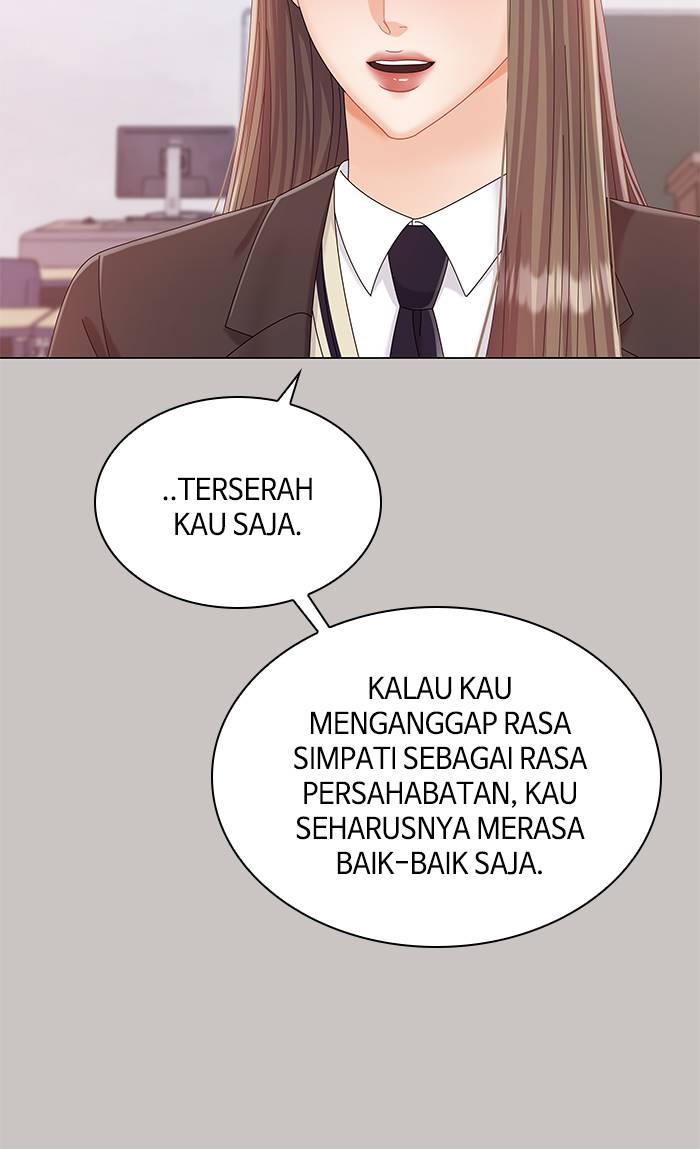 ..TERSERAH
KAU SAJA.
KALAU KAU
MENGANGGAP RASA
SIMPATI SEBAGAI RASA
PERSAHABATAN, KAU
SEHARUSNYA MERASA
BAIK-BAIK SAJA.